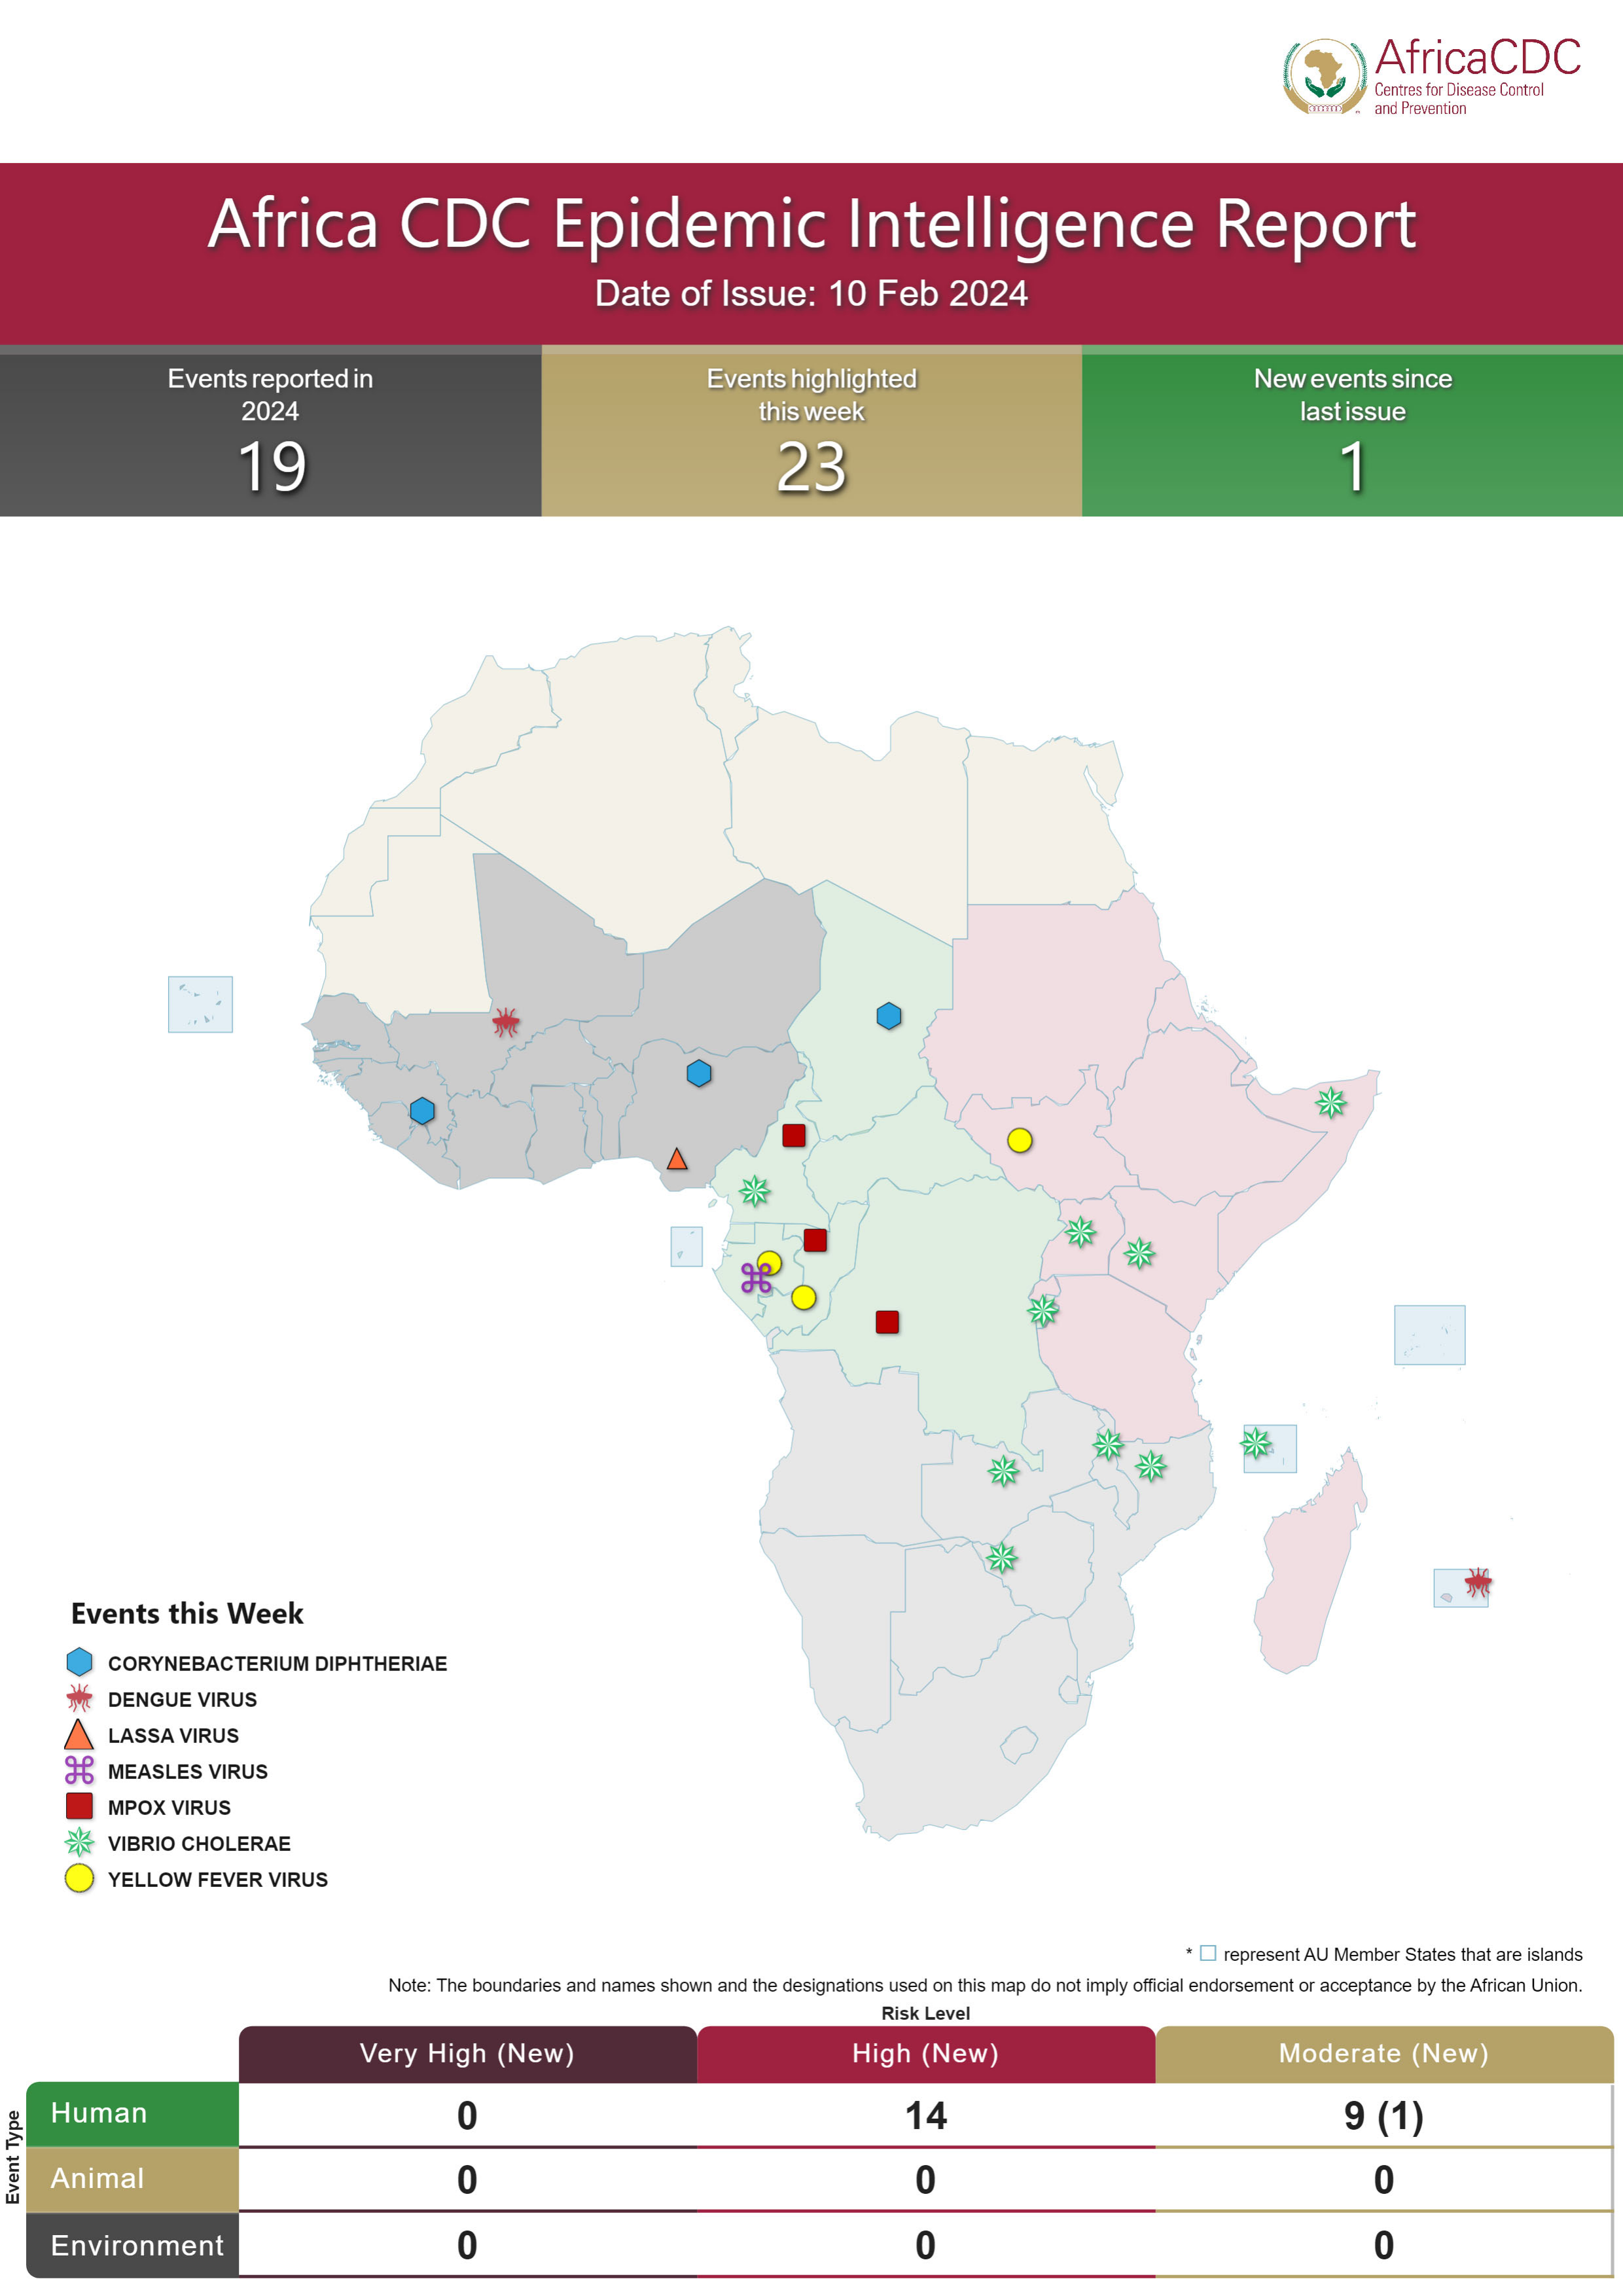 AfricaCDC
Centres for Disease Control
and Prevention
Africa CDC Epidemic Intelligence Report
Date of Issue: 10 Feb 2024
Events reported in
2024
19
Events highlighted
this week
23
New events since
last issue
1
Events this Week
CORYNEBACTERIUM DIPHTHERIAE
DENGUE VIRUS
LASSA VIRUS
MEASLES VIRUS
MPOX VIRUS
VIBRIO CHOLERAE
YELLOW FEVER VIRUS
* represent AU Member States that are islands
Note: The boundaries and names shown and the designations used on this map do not imply official endorsement or acceptance by the African Union.
Risk Level
Very High (New) High (New) Moderate (New)
Event Type
Human 0 14 9 (1)
Animal 0 0 0
Environment 0 0 0